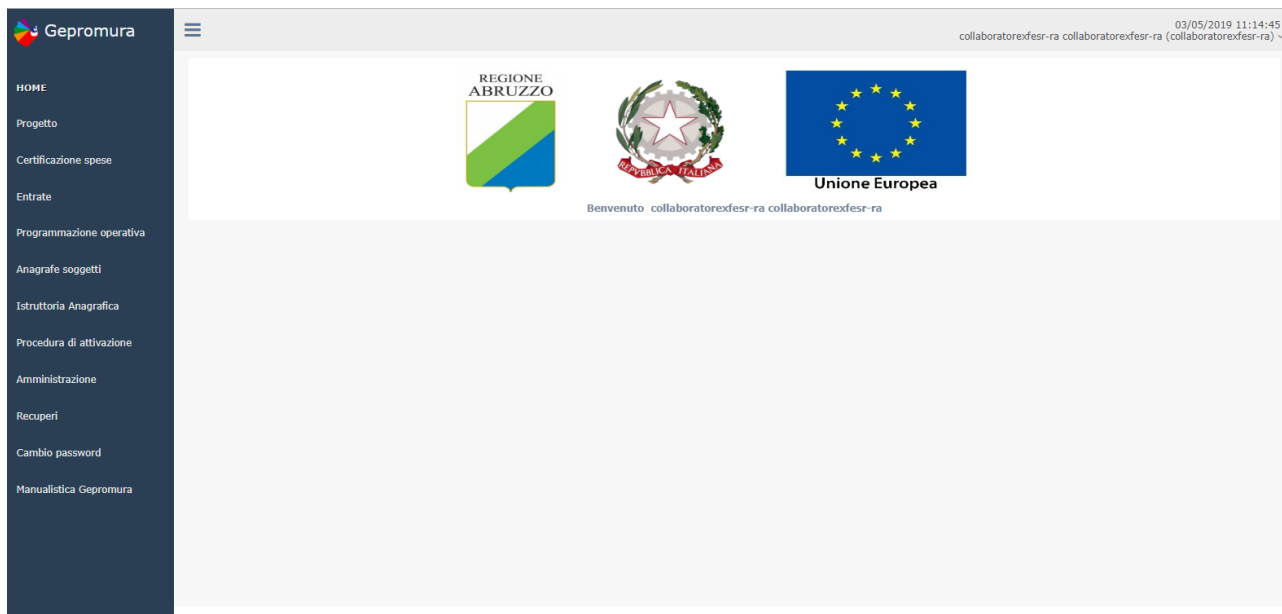 Gepromura
03/05/2019 11:14:45
collaboratorexfesr-ra collaboratorexfesr-ra (collaboratorexfesr-ra)
HOME
Progetto
Certificazione spese
Entrate
Programmazione operativa
Anagrafe soggetti
Istruttoria Anagrafica
Procedura di attivazione
Amministrazione
Recuperi
Cambio password
Manualistica Gepromura
REGIONE
ABRUZZO
REPVBBLICA ITALIANA
Unione Europea
Benvenuto collaboratorexfesr-ra collaboratorexfesr-ra